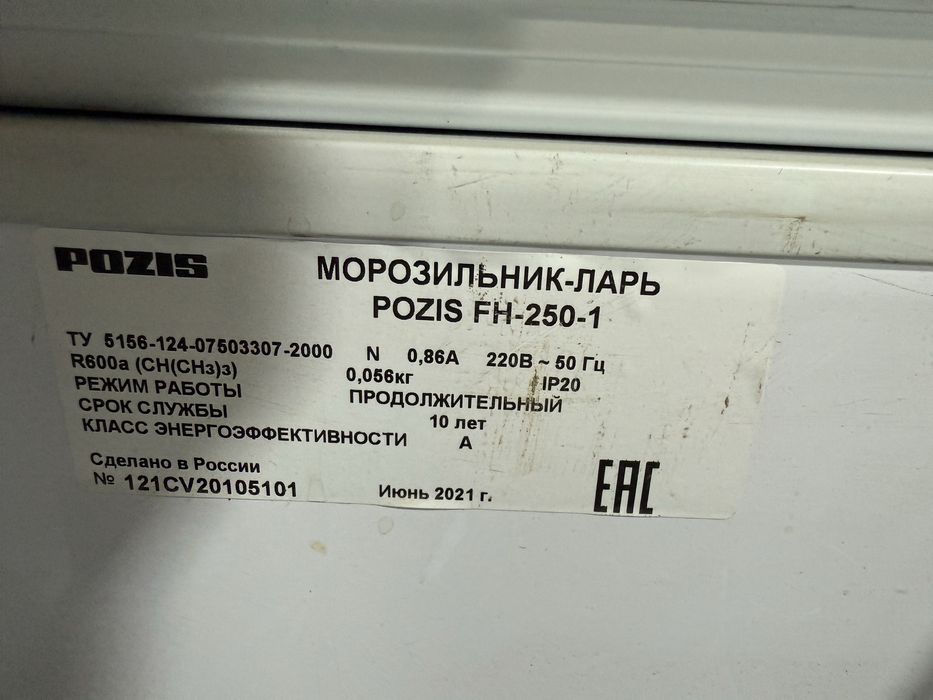 POZIS
МОРОЗИЛЬНИК-ЛАРЬ
POZIS FH-250-1
ТУ 5156-124-07503307-2000 N 0,86А 220В ~ 50 Гц
R600a (CH(CH3)3) 0,056кг IP20
РЕЖИМ РАБОТЫ ПРОДОЛЖИТЕЛЬНЫЙ
СРОК СЛУЖБЫ 10 лет
КЛАСС ЭНЕРГОЭФФЕКТИВНОСТИ А
Сделано в России
№ 121CV20105101 Июнь 2021 г.
EAC